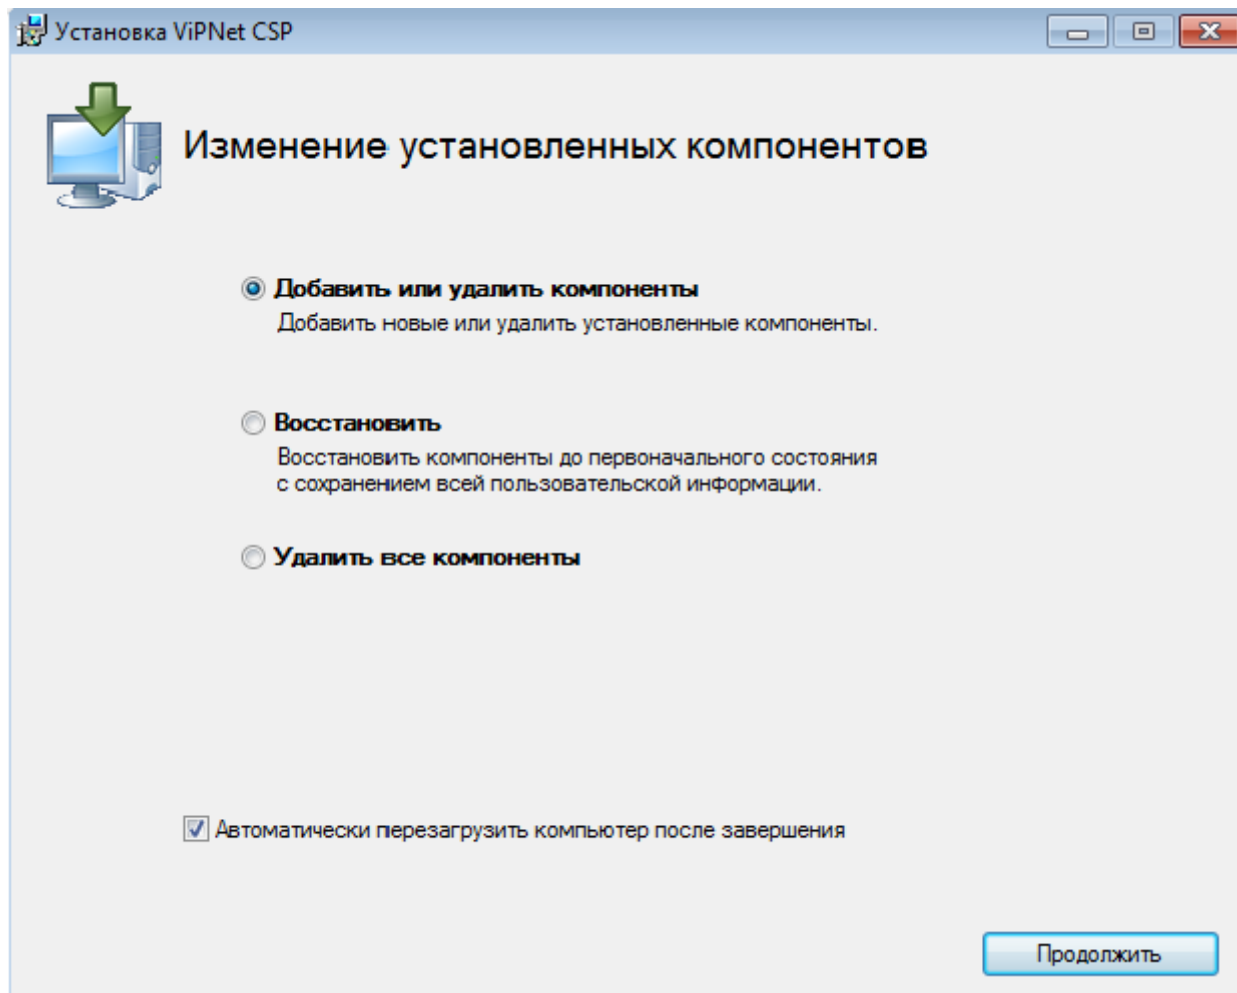 Установка ViPNet CSP
Изменение установленных компонентов
Добавить или удалить компоненты
Добавить новые или удалить установленные компоненты.
Восстановить
Восстановить компоненты до первоначального состояния
с сохранением всей пользовательской информации.
Удалить все компоненты
Автоматически перезагрузить компьютер после завершения
Продолжить